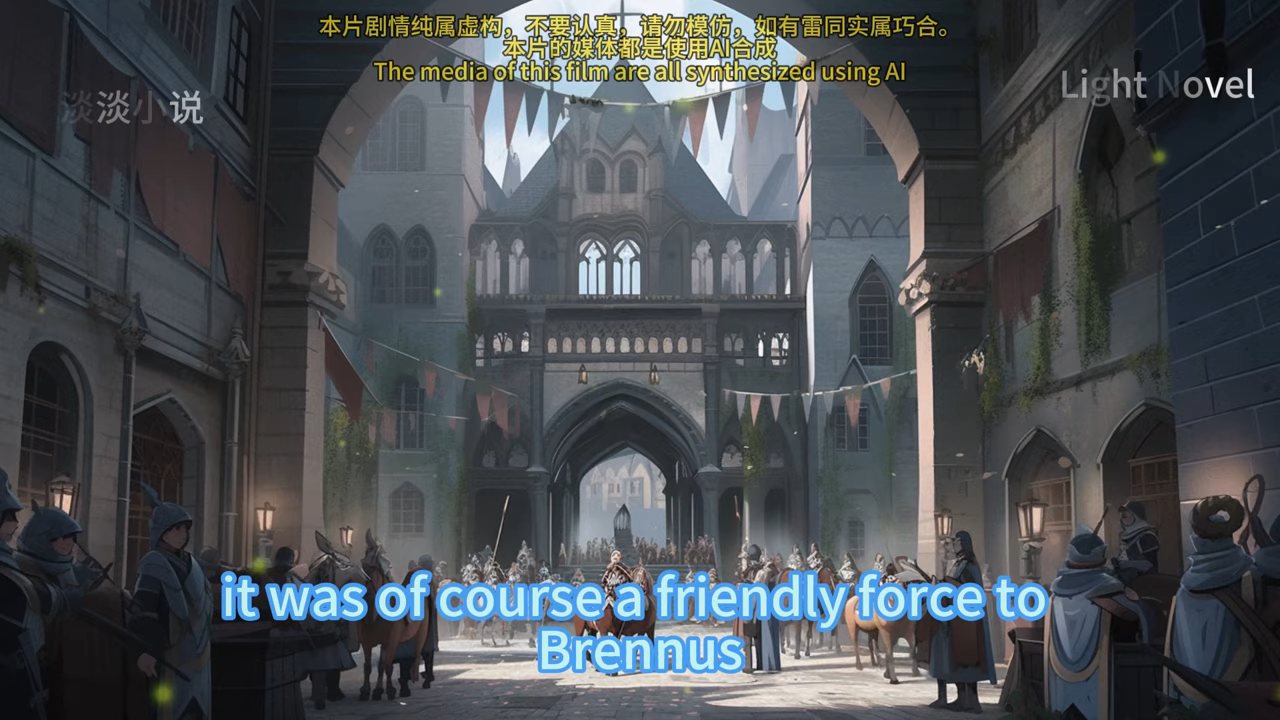 本片剧情纯属虚构，不要认真，请勿模仿，如有雷同实属巧合。
本片的媒体都是使用AI合成
The media of this film are all synthesized using AI
淡淡小说
Light Novel
it was of course a friendly force to
Brennus